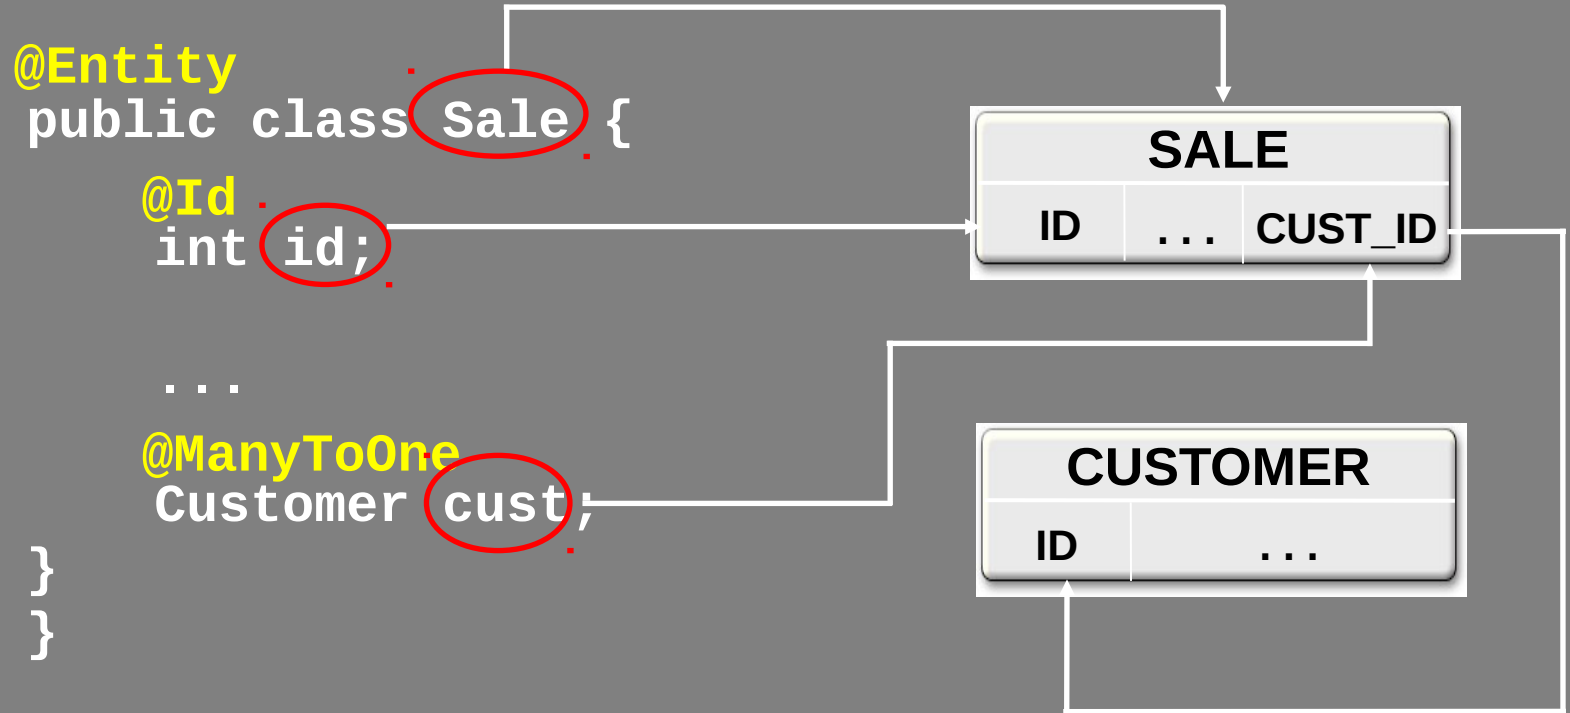 @Entity
public class Sale {
@Id
int id;
...
@ManyToOne
Customer cust;
}
}
SALE
ID ... CUST_ID
CUSTOMER
ID ...